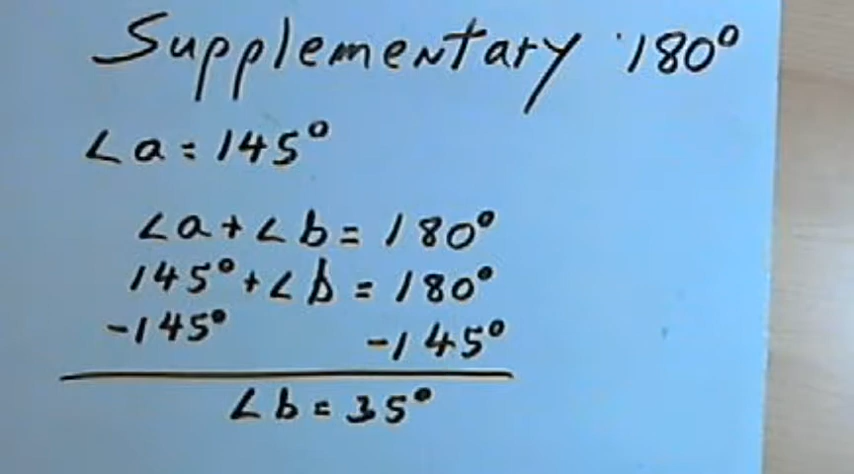 Supplementary 180°
∠a = 145°
∠a + ∠b = 180°
145° + ∠b = 180°
-145° -145°
∠b = 35°